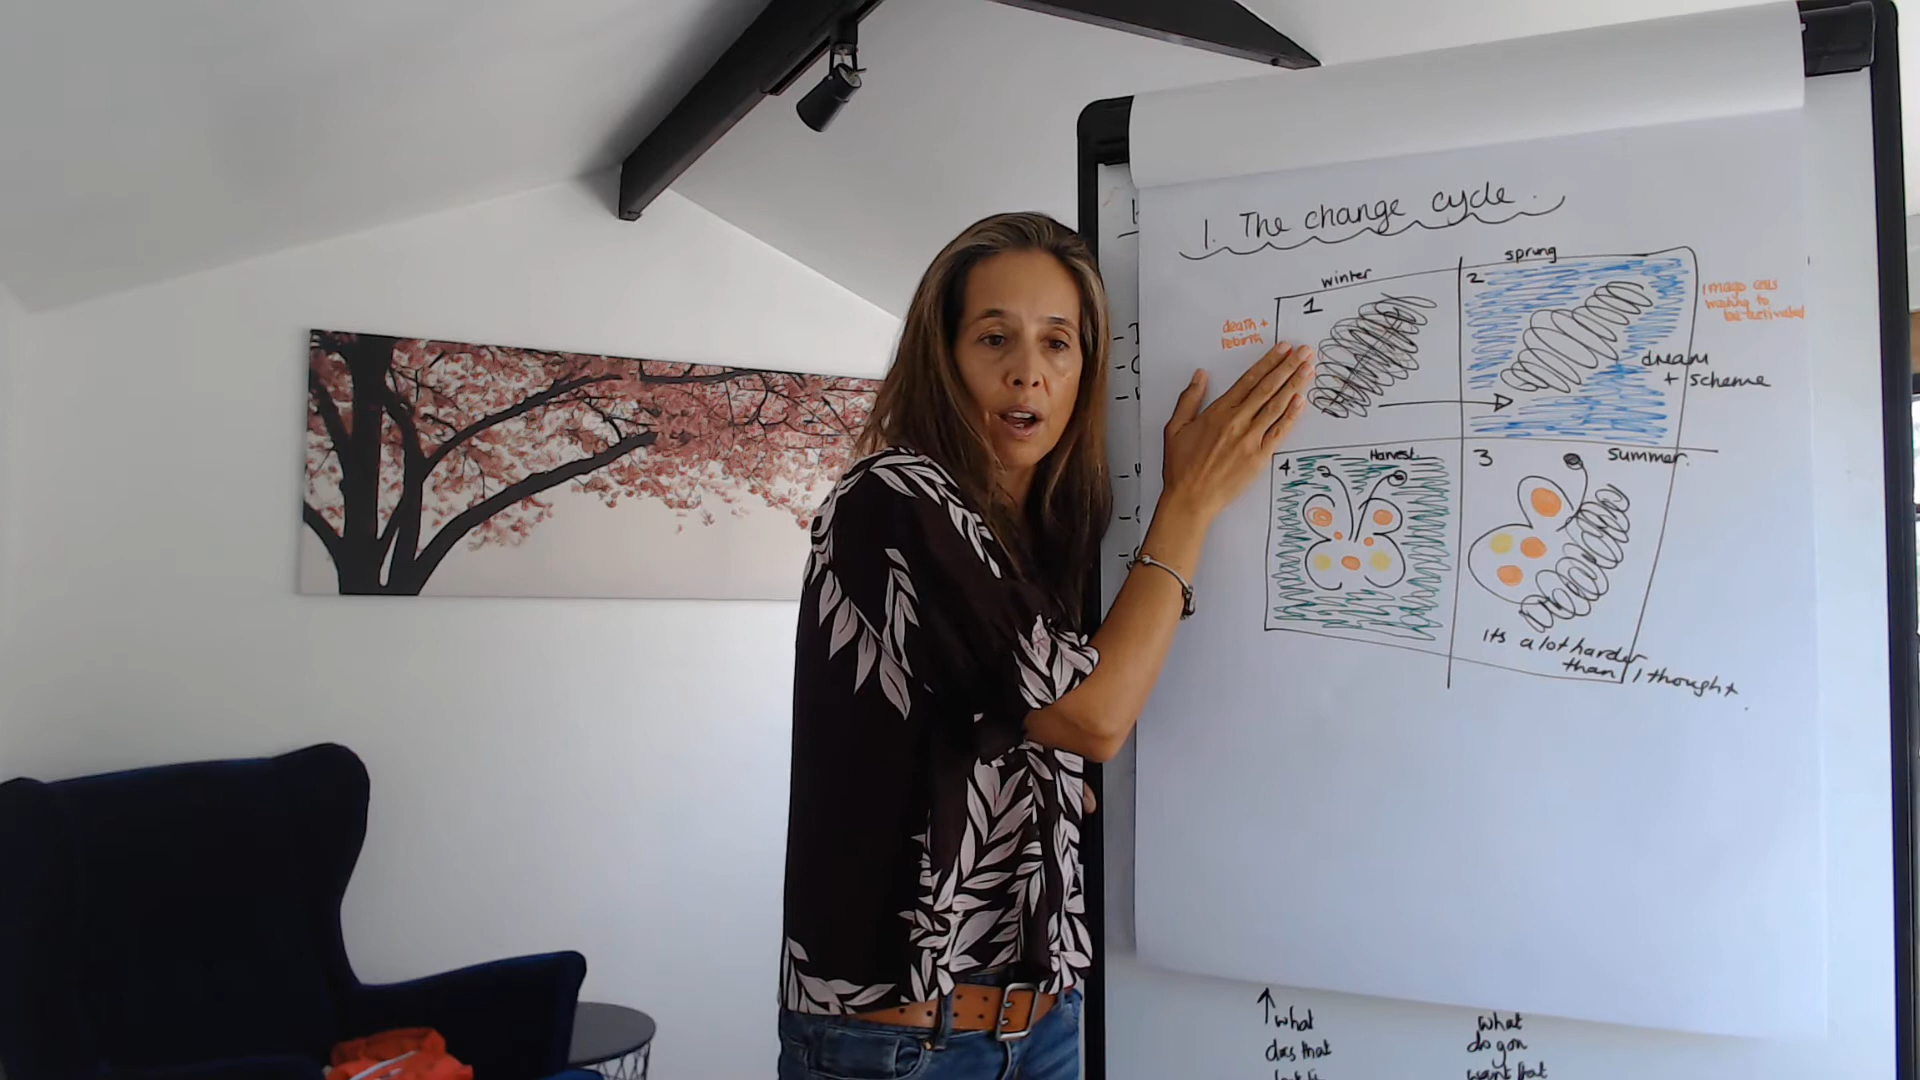 1. The change cycle.
winter
sprung
1
2
death +
rebirth
imago cells
waiting to
be activated
dream
+ scheme
4.
Harvest.
3
Summer.
its a lot harder
than I thought.
what
does that
what
do you
want that